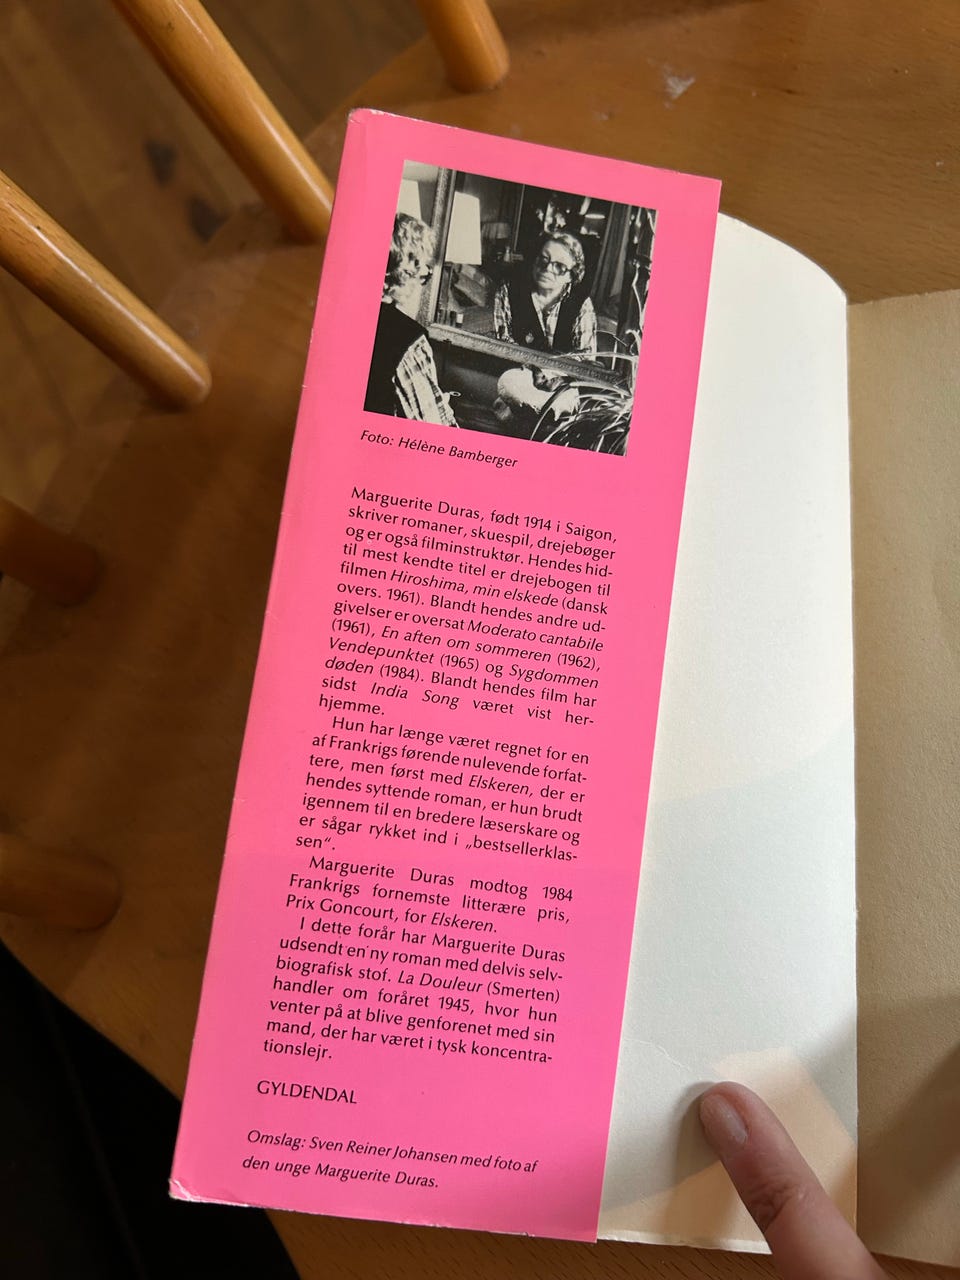 Foto: Hélène Bamberger
Marguerite Duras, født 1914 i Saigon,
skriver romaner, skuespil, drejebøger
og er også filminstruktør. Hendes hid-
til mest kendte titel er drejebogen til
filmen Hiroshima, min elskede (dansk
overs. 1961). Blandt hendes andre ud-
givelser er oversat Moderato cantabile
(1961), En aften om sommeren (1962),
Vendepunktet (1965) og Sygdommen
døden (1984). Blandt hendes film har
sidst India Song været vist her-
hjemme.
Hun har længe været regnet for en
af Frankrigs førende nulevende forfat-
tere, men først med Elskeren, der er
hendes syttende roman, er hun brudt
igennem til en bredere læserskare og
er sågar rykket ind i „bestsellerklas-
sen“.
Marguerite Duras modtog 1984
Frankrigs fornemste litterære pris,
Prix Goncourt, for Elskeren.
I dette forår har Marguerite Duras
udsendt en ny roman med delvis selv-
biografisk stof. La Douleur (Smerten)
handler om foråret 1945, hvor hun
venter på at blive genforenet med sin
mand, der har været i tysk koncentra-
tionslejr.
GYLDENDAL
Omslag: Sven Reiner Johansen med foto af
den unge Marguerite Duras.